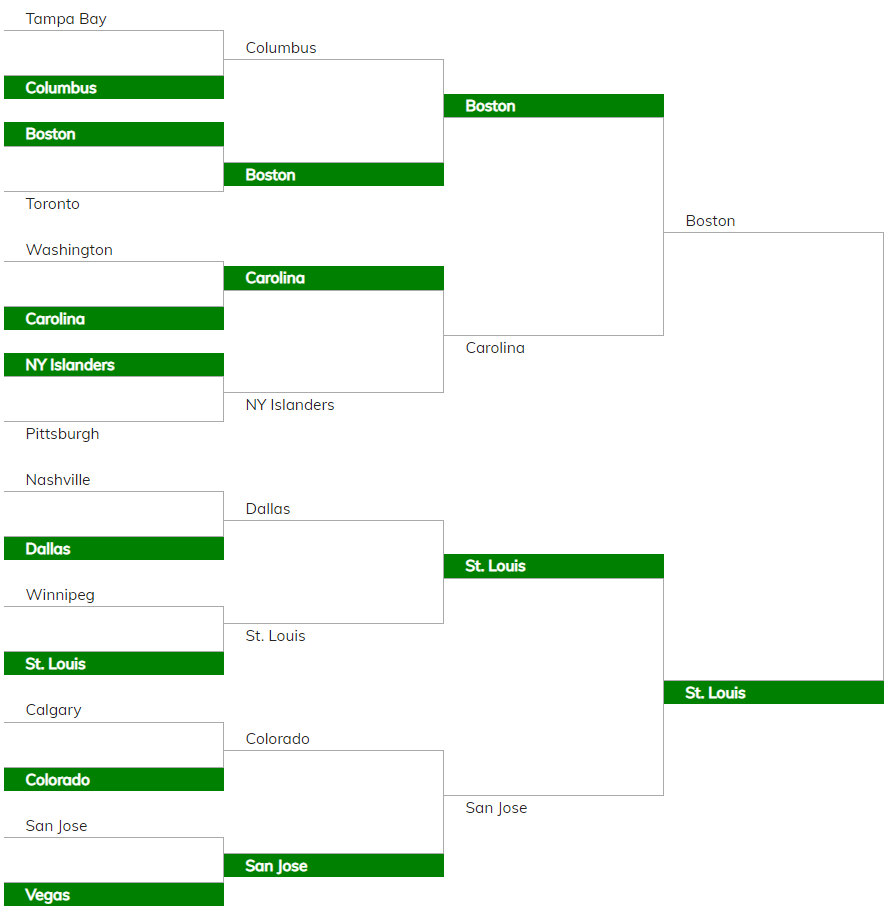 Tampa Bay
Columbus
Boston
Toronto
Washington
Carolina
NY Islanders
Pittsburgh
Nashville
Dallas
Winnipeg
St. Louis
Calgary
Colorado
San Jose
Vegas
Columbus
Boston
Carolina
NY Islanders
Dallas
St. Louis
Colorado
San Jose
Boston
Carolina
St. Louis
San Jose
Boston
St. Louis